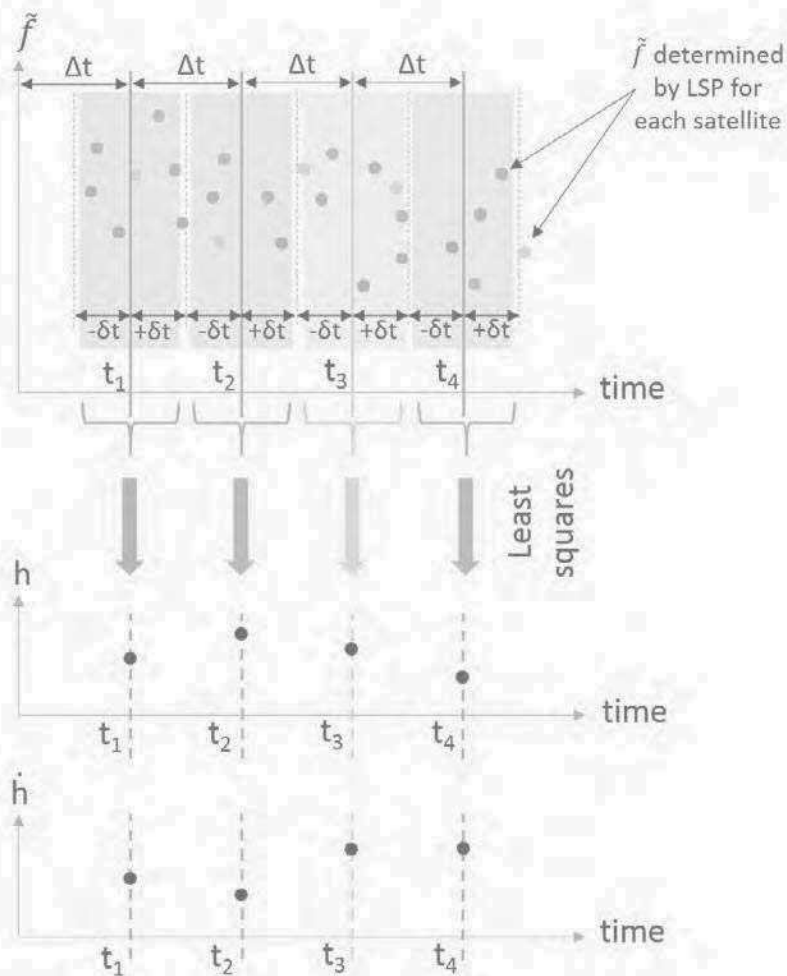 f̃
Δt Δt Δt Δt
f̃ determined
by LSP for
each satellite
-δt +δt -δt +δt -δt +δt -δt +δt
t₁ t₂ t₃ t₄ time
Least
squares
h
t₁ t₂ t₃ t₄ time
ḣ
t₁ t₂ t₃ t₄ time